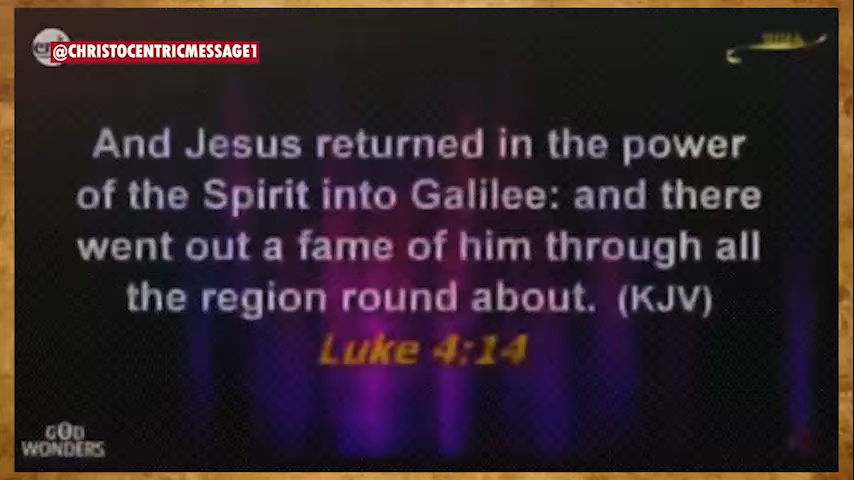 @CHRISTOCENTRICMESSAGE1
And Jesus returned in the power
of the Spirit into Galilee: and there
went out a fame of him through all
the region round about. (KJV)
Luke 4:14
GOD
WONDERS